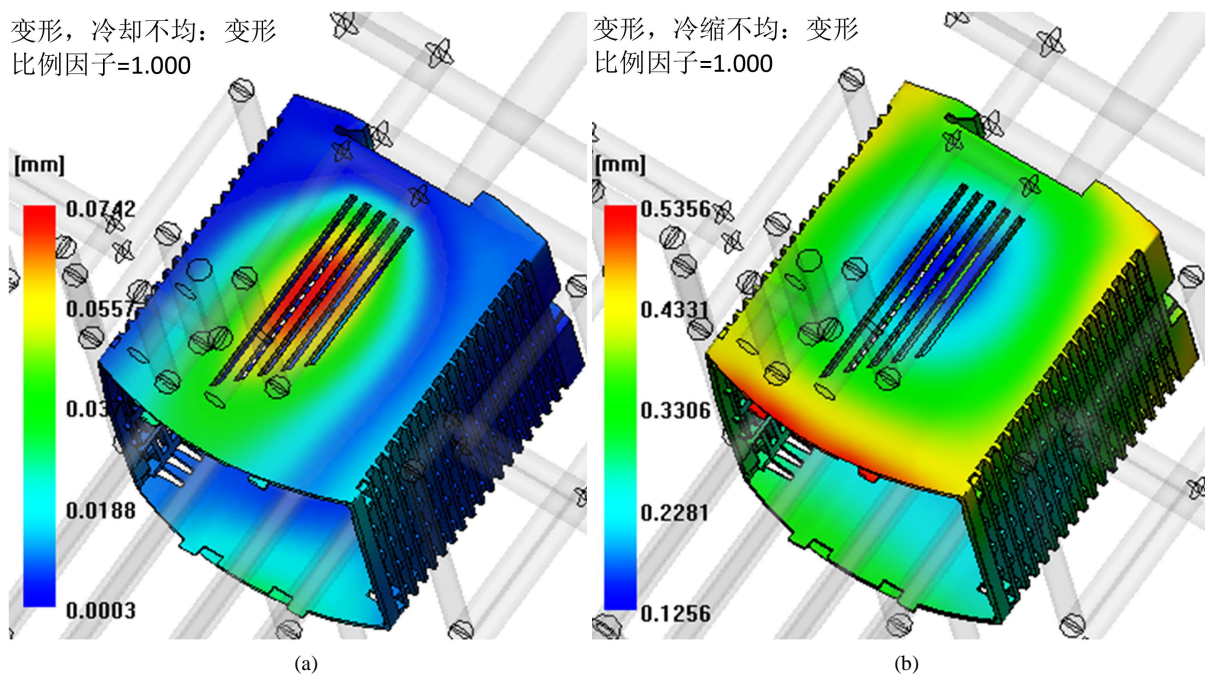 变形，冷却不均：变形
比例因子=1.000
[mm]
0.0742
0.0557
0.0188
0.0003
(a)
变形，冷缩不均：变形
比例因子=1.000
[mm]
0.5356
0.4331
0.3306
0.2281
0.1256
(b)